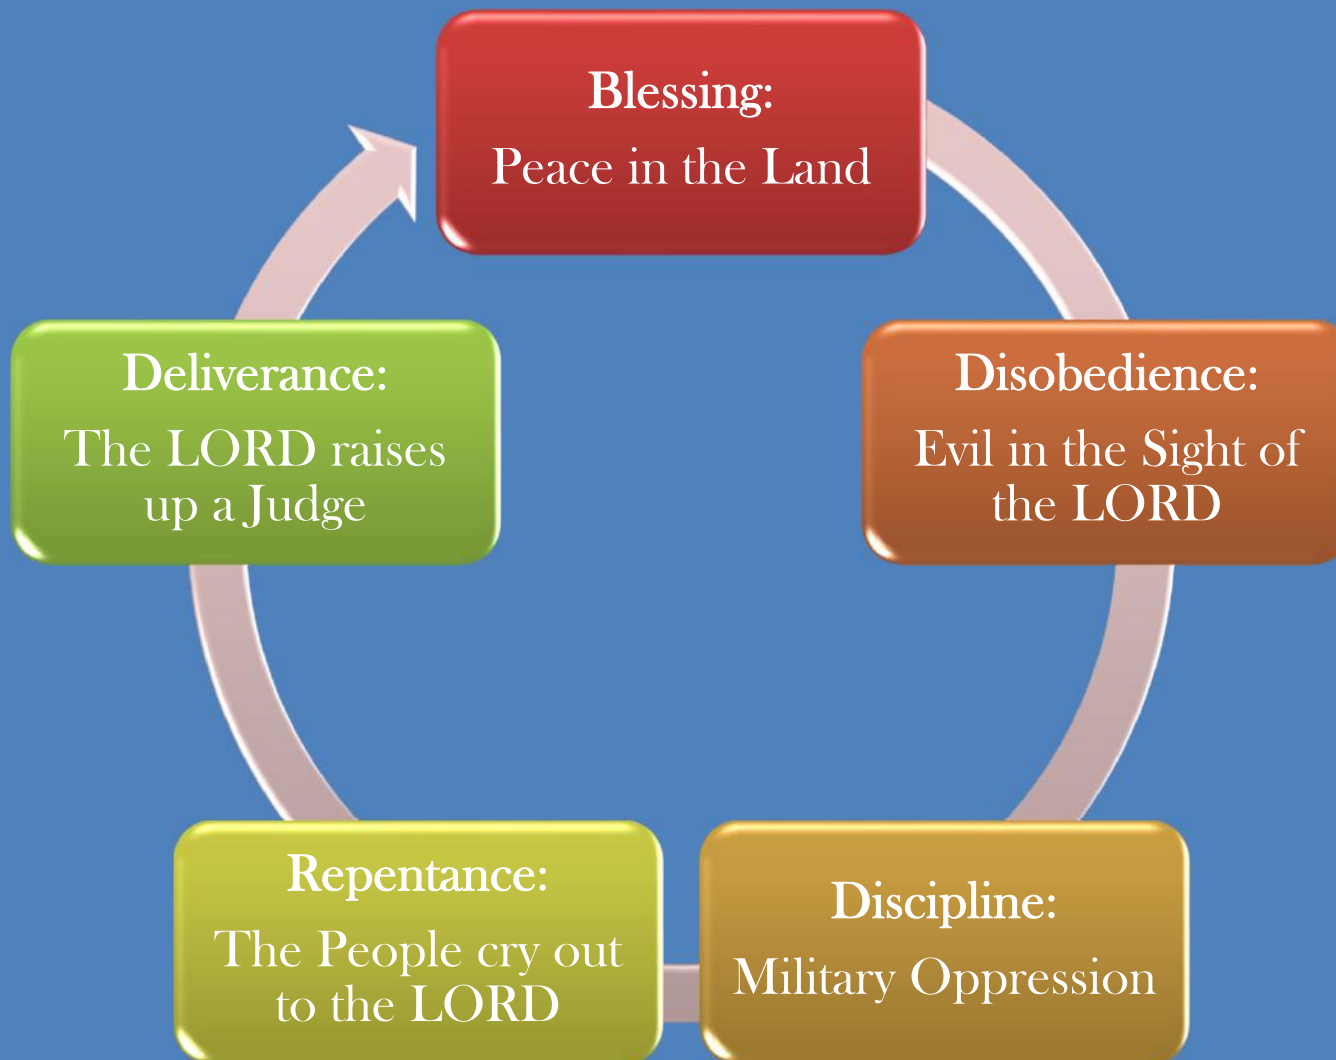 Blessing:
Peace in the Land
Disobedience:
Evil in the Sight of
the LORD
Discipline:
Military Oppression
Repentance:
The People cry out
to the LORD
Deliverance:
The LORD raises
up a Judge